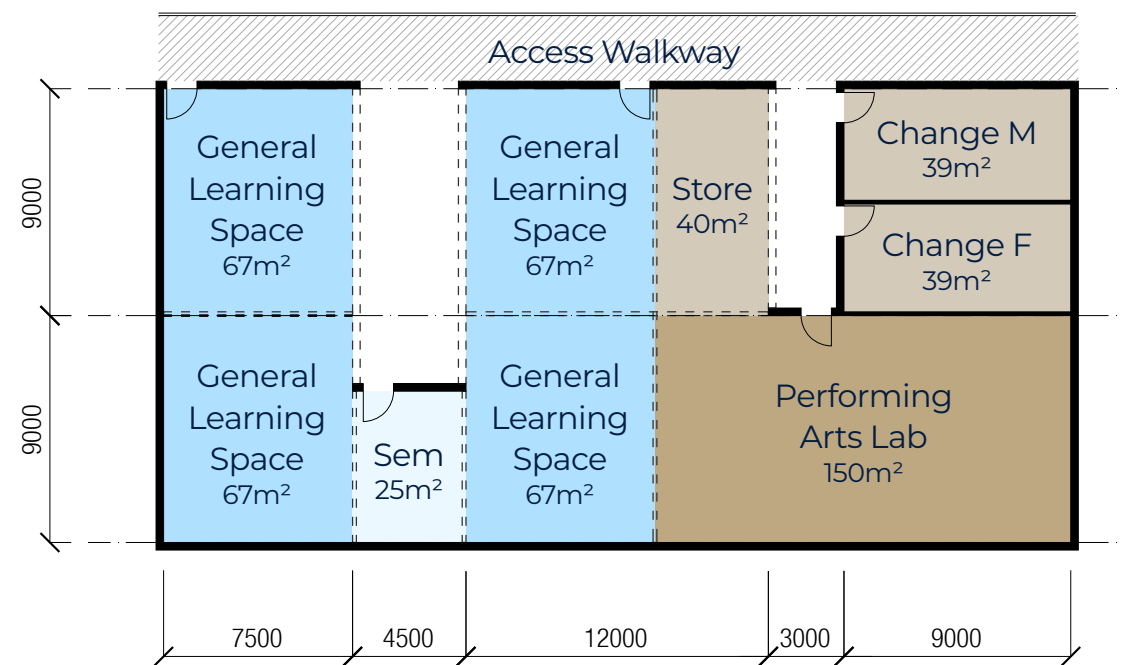 Access Walkway
General
Learning
Space
67m²
General
Learning
Space
67m²
Store
40m²
Change M
39m²
Change F
39m²
9000
General
Learning
Space
67m²
Sem
25m²
General
Learning
Space
67m²
Performing
Arts Lab
150m²
9000
7500
4500
12000
3000
9000